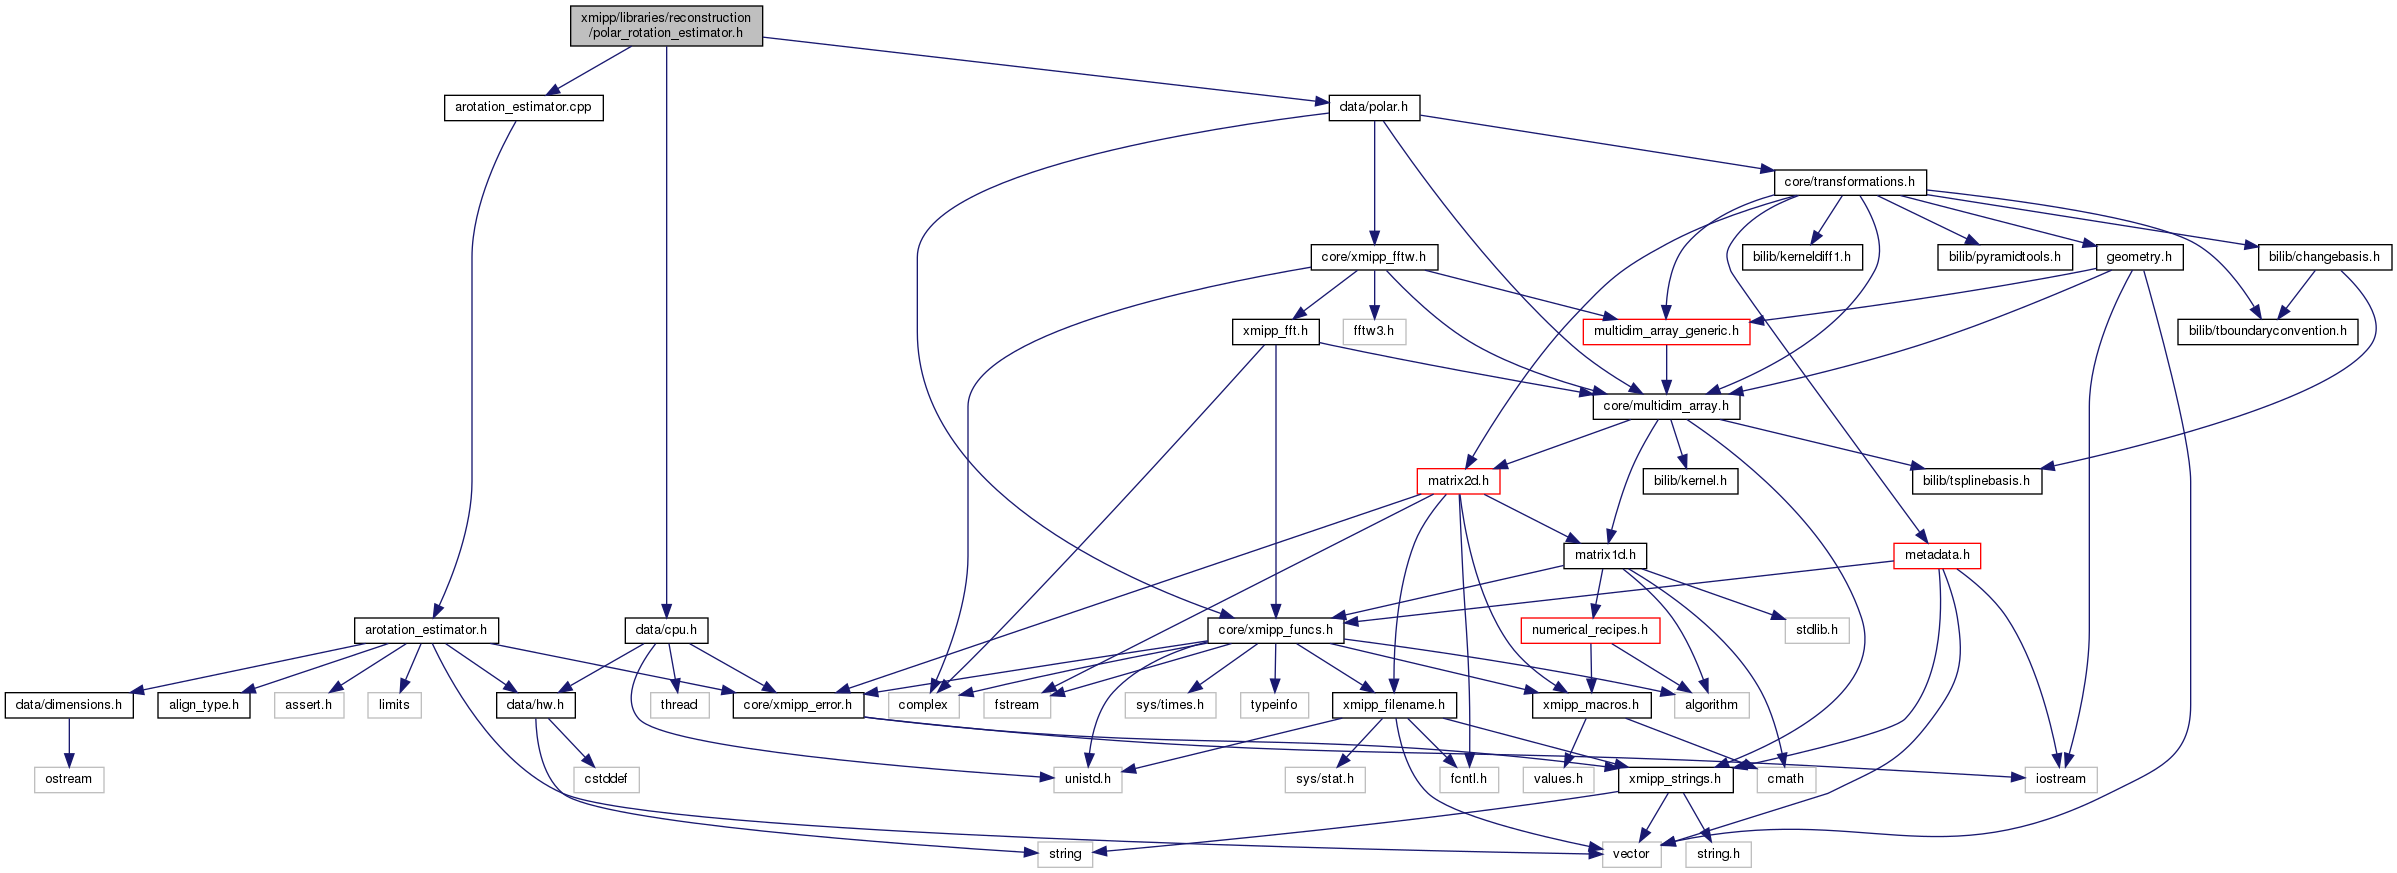 xmipp/libraries/reconstruction
/polar_rotation_estimator.h
arotation_estimator.cpp
data/polar.h
core/transformations.h
core/xmipp_fftw.h
bilib/kerneldiff1.h
bilib/pyramidtools.h
geometry.h
bilib/changebasis.h
xmipp_fft.h
fftw3.h
multidim_array_generic.h
bilib/tboundaryconvention.h
core/multidim_array.h
matrix2d.h
bilib/kernel.h
bilib/tsplinebasis.h
matrix1d.h
metadata.h
arotation_estimator.h
data/cpu.h
core/xmipp_funcs.h
numerical_recipes.h
stdlib.h
data/dimensions.h
align_type.h
assert.h
limits
data/hw.h
thread
core/xmipp_error.h
complex
fstream
sys/times.h
typeinfo
xmipp_filename.h
xmipp_macros.h
algorithm
ostream
cstddef
unistd.h
sys/stat.h
fcntl.h
values.h
xmipp_strings.h
cmath
iostream
string
vector
string.h